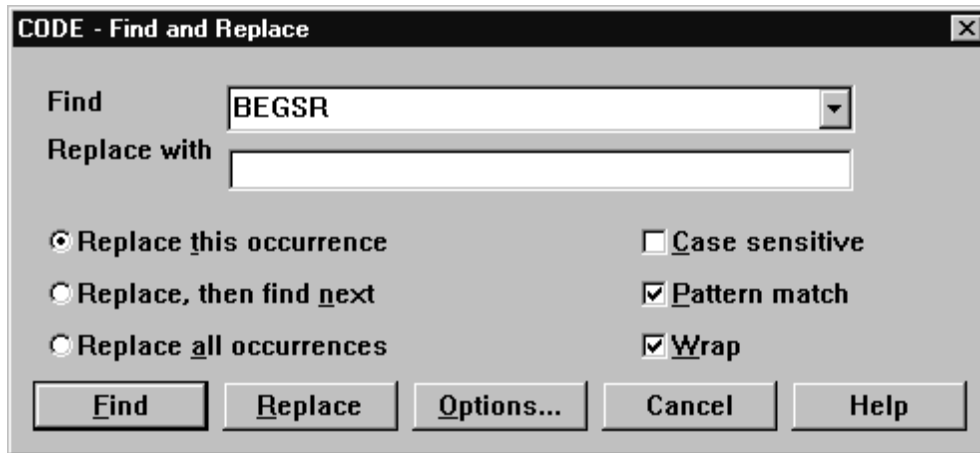 CODE - Find and Replace
Find
BEGSR
Replace with
Replace this occurrence
Case sensitive
Replace, then find next
Pattern match
Replace all occurrences
Wrap
Find
Replace
Options...
Cancel
Help